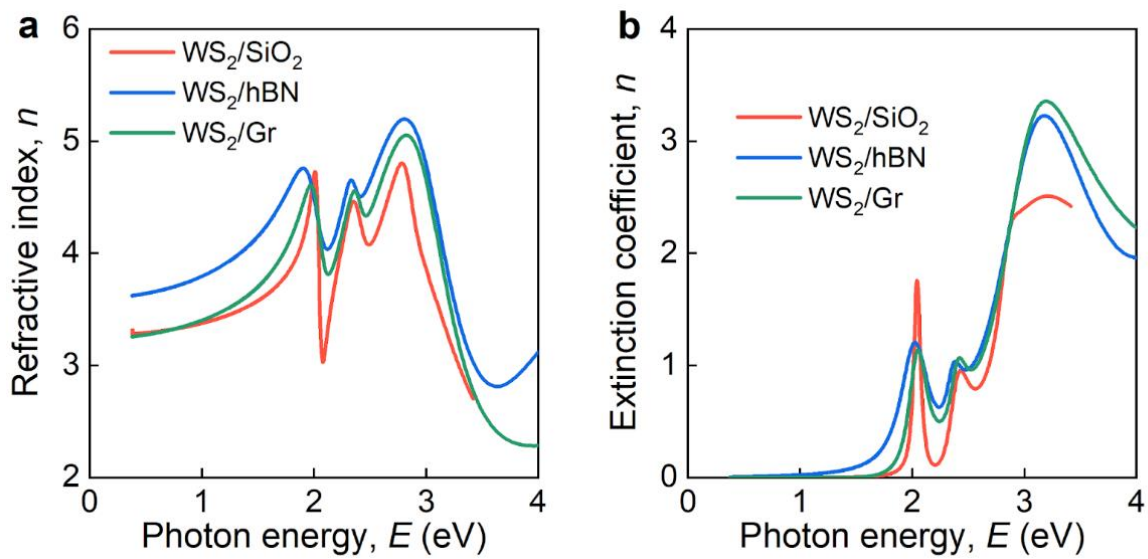 a
6
5
4
3
2
Refractive index, n
WS₂/SiO₂
WS₂/hBN
WS₂/Gr
0 1 2 3 4
Photon energy, E (eV)
b
4
3
2
1
0
Extinction coefficient, n
WS₂/SiO₂
WS₂/hBN
WS₂/Gr
0 1 2 3 4
Photon energy, E (eV)